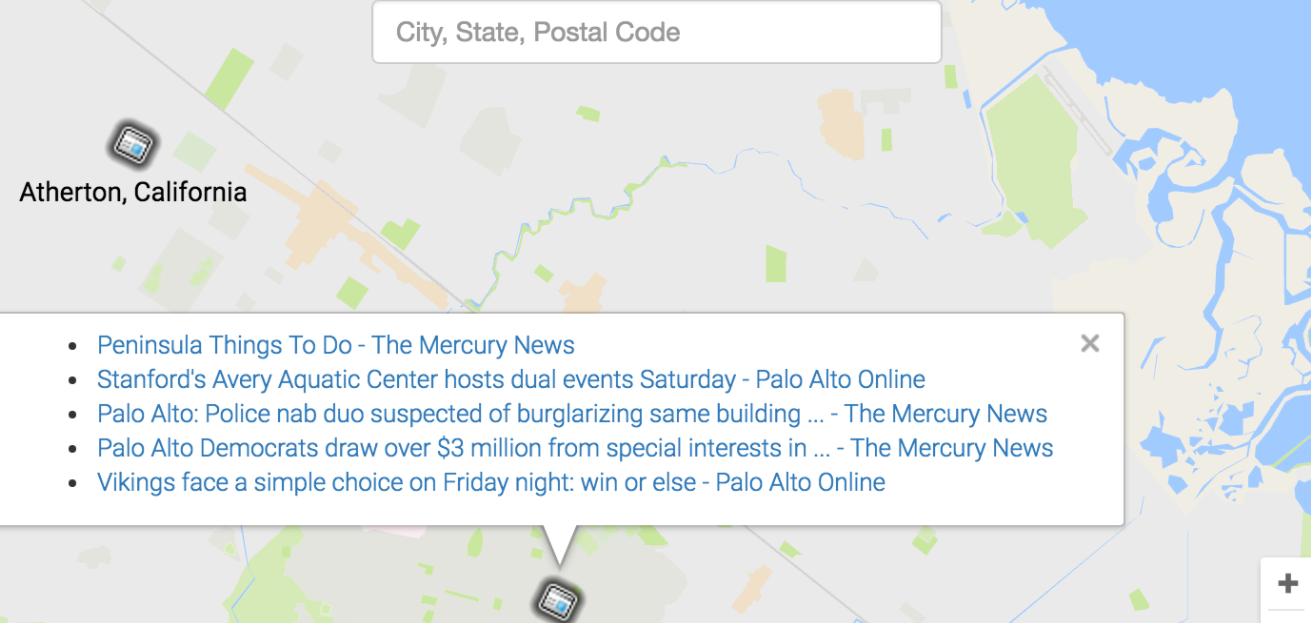 City, State, Postal Code
Atherton, California
Peninsula Things To Do - The Mercury News
Stanford's Avery Aquatic Center hosts dual events Saturday - Palo Alto Online
Palo Alto: Police nab duo suspected of burglarizing same building ... - The Mercury News
Palo Alto Democrats draw over $3 million from special interests in ... - The Mercury News
Vikings face a simple choice on Friday night: win or else - Palo Alto Online